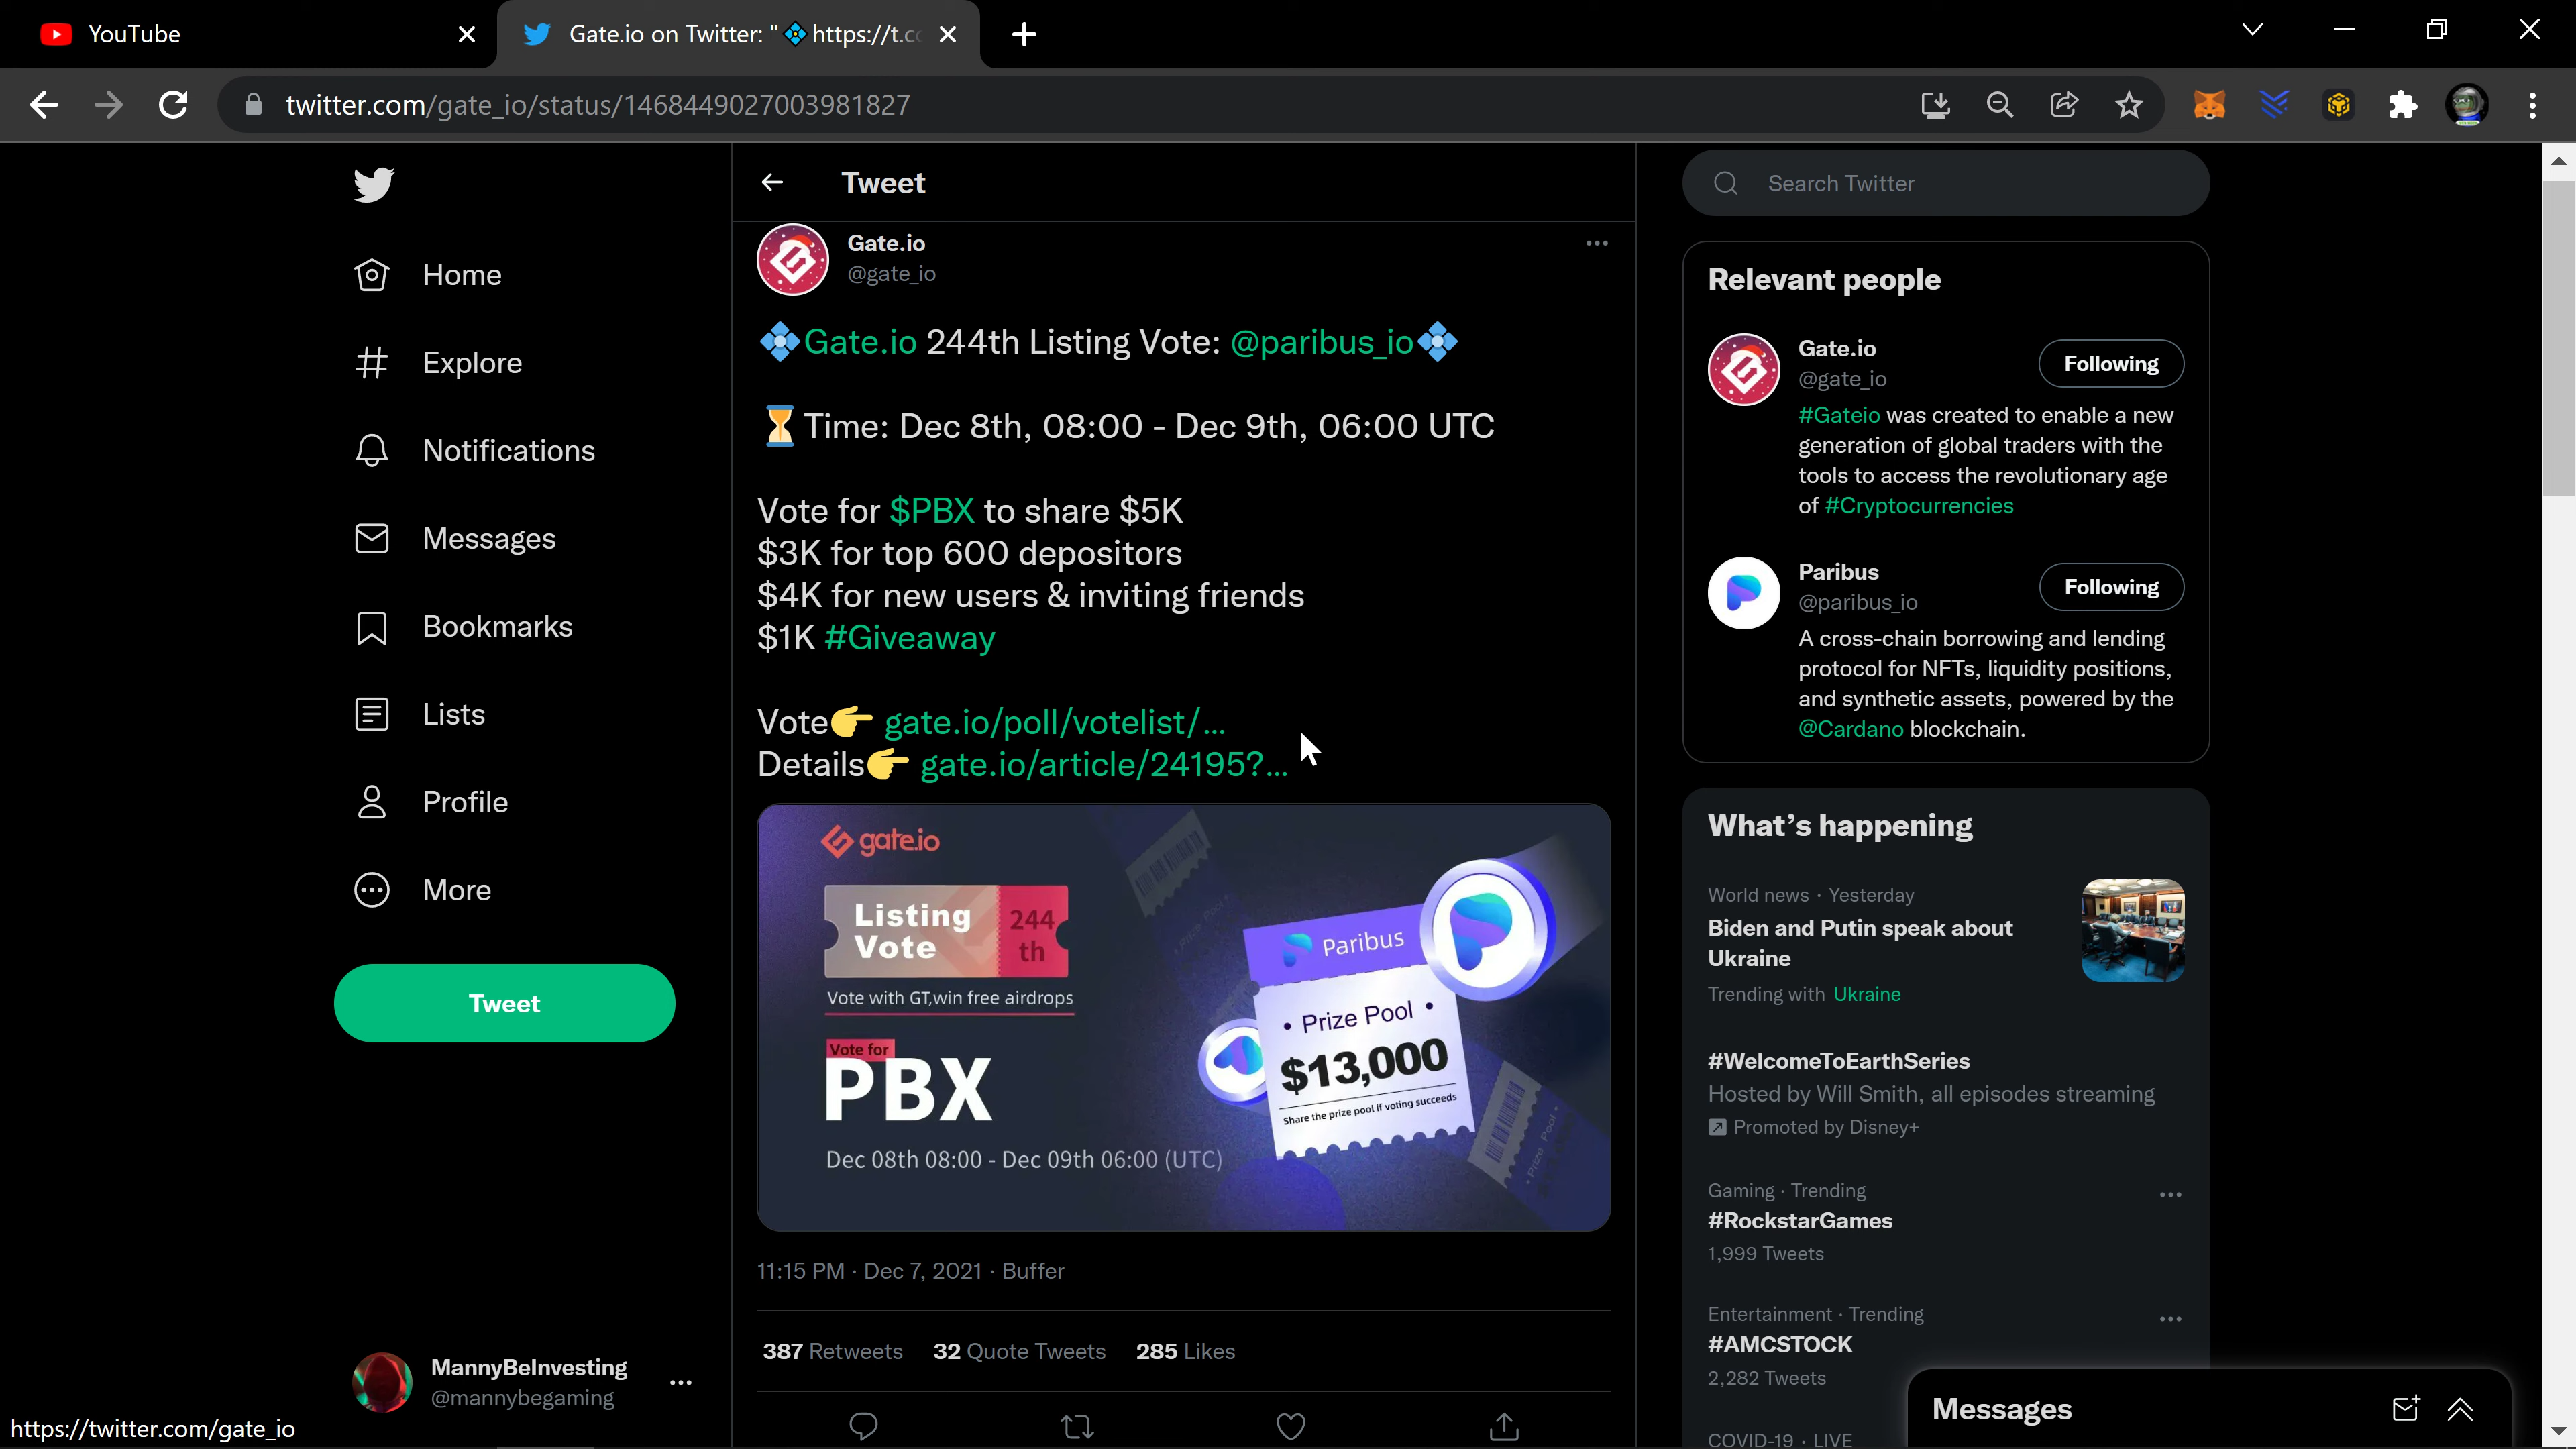 YouTube
Gate.io on Twitter: "💠https://t.co
twitter.com/gate_io/status/1468449027003981827
Home
Explore
Notifications
Messages
Bookmarks
Lists
Profile
More
Tweet
MannyBeInvesting
@mannybegaming
https://twitter.com/gate_io
Tweet
Gate.io
@gate_io
💠Gate.io 244th Listing Vote: @paribus_io💠
⏳Time: Dec 8th, 08:00 - Dec 9th, 06:00 UTC
Vote for $PBX to share $5K
$3K for top 600 depositors
$4K for new users & inviting friends
$1K #Giveaway
Vote👉 gate.io/poll/votelist/…
Details👉 gate.io/article/24195?…
gate.io
Listing
Vote
244
th
Vote with GT,win free airdrops
Vote for
PBX
Dec 08th 08:00 - Dec 09th 06:00 (UTC)
Paribus
• Prize Pool •
$13,000
Share the prize pool if voting succeeds
11:15 PM · Dec 7, 2021 · Buffer
387 Retweets 32 Quote Tweets 285 Likes
Search Twitter
Relevant people
Gate.io
@gate_io
Following
#Gateio was created to enable a new
generation of global traders with the
tools to access the revolutionary age
of #Cryptocurrencies
Paribus
@paribus_io
Following
A cross-chain borrowing and lending
protocol for NFTs, liquidity positions,
and synthetic assets, powered by the
@Cardano blockchain.
What's happening
World news · Yesterday
Biden and Putin speak about
Ukraine
Trending with Ukraine
#WelcomeToEarthSeries
Hosted by Will Smith, all episodes streaming
Promoted by Disney+
Gaming · Trending
#RockstarGames
1,999 Tweets
Entertainment · Trending
#AMCSTOCK
2,282 Tweets
COVID-19 · LIVE
Messages